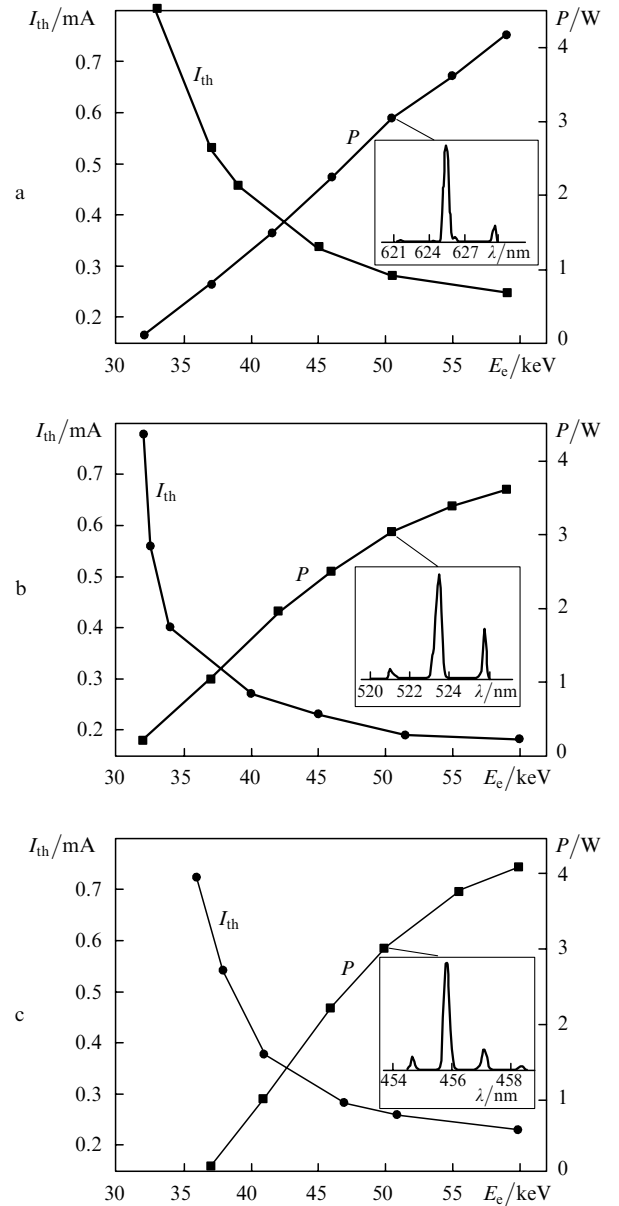 I_th/mA P/W
0.7 4
I_th
0.6
P 3
0.5
a
0.4 2
621 624 627 λ/nm
0.3 1
0.2 0
30 35 40 45 50 55 E_e/keV
I_th/mA P/W
0.7 4
I_th
0.6 3
b
P
0.5
0.4 2
520 522 524 λ/nm
0.3 1
0.2 0
30 35 40 45 50 55 E_e/keV
I_th/mA P/W
0.7 4
I_th
0.6 3
P
0.5
c
2
0.4
454 456 458
λ/nm
0.3 1
0.2 0
30 36 40 45 50 55 E_e/keV